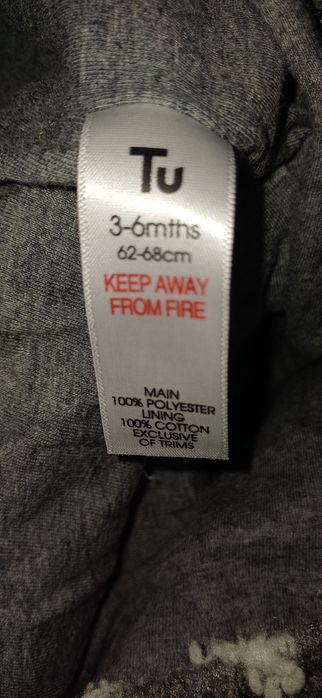 Tu
3-6mths
62-68cm
KEEP AWAY
FROM FIRE
MAIN
100% POLYESTER
LINING
100% COTTON
EXCLUSIVE
OF TRIMS